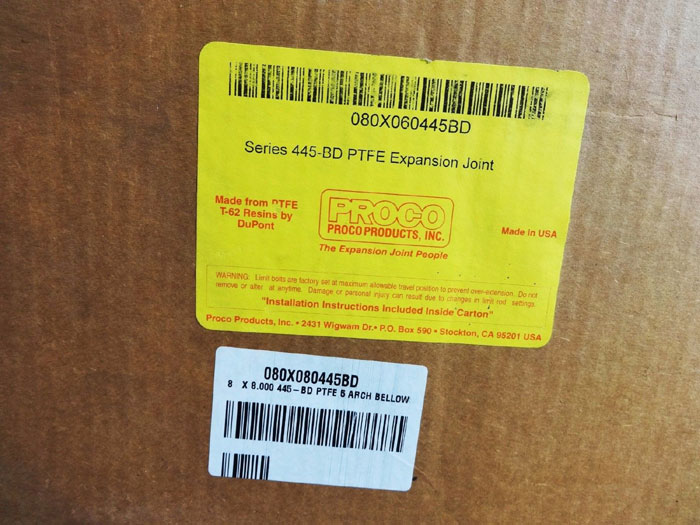 080X060445BD
Series 445-BD PTFE Expansion Joint
Made from PTFE
T-62 Resins by
DuPont
PROCO
PROCO PRODUCTS, INC.
The Expansion Joint People
Made in USA
WARNING: Limit bolts are factory set at maximum allowable travel position to prevent over-extension. Do not
remove or alter at anytime. Damage or personal injury can result due to changes in limit rod settings.
"Installation Instructions Included Inside Carton"
Proco Products, Inc. • 2431 Wigwam Dr. • P.O. Box 590 • Stockton, CA 95201 USA
080X080445BD
8 X 8.000 445-BD PTFE 5 ARCH BELLOW